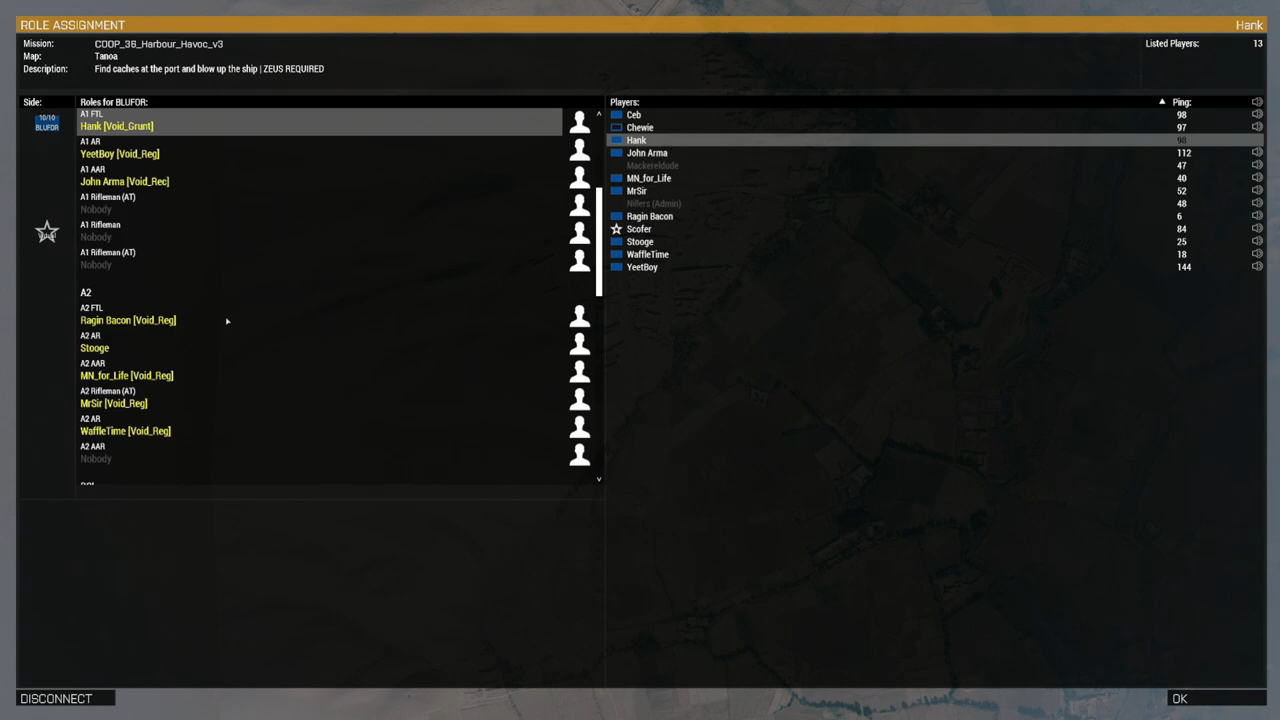 ROLE ASSIGNMENT
Hank
Mission:
COOP_36_Harbour_Havoc_v3
Listed Players:
13
Map:
Tanoa
Description:
Find caches at the port and blow up the ship | ZEUS REQUIRED
Side:
Roles for BLUFOR:
10/10
BLUFOR
A1 FTL
Hank [Void_Grunt]
A1 AR
YeetBoy [Void_Reg]
A1 AAR
John Arma [Void_Rec]
A1 Rifleman (AT)
Nobody
A1 Rifleman
Nobody
A1 Rifleman (AT)
Nobody
A2
A2 FTL
Ragin Bacon [Void_Reg]
A2 AR
Stooge
A2 AAR
MN_for_Life [Void_Reg]
A2 Rifleman (AT)
MrSir [Void_Reg]
A2 AR
WaffleTime [Void_Reg]
A2 AAR
Nobody
Players:
Ping:
Ceb 98
Chewie 97
Hank 98
John Arma 112
Mackereldude 47
MN_for_Life 40
MrSir 52
Nillers (Admin) 48
Ragin Bacon 6
Scofer 84
Stooge 25
WaffleTime 18
YeetBoy 144
DISCONNECT
OK